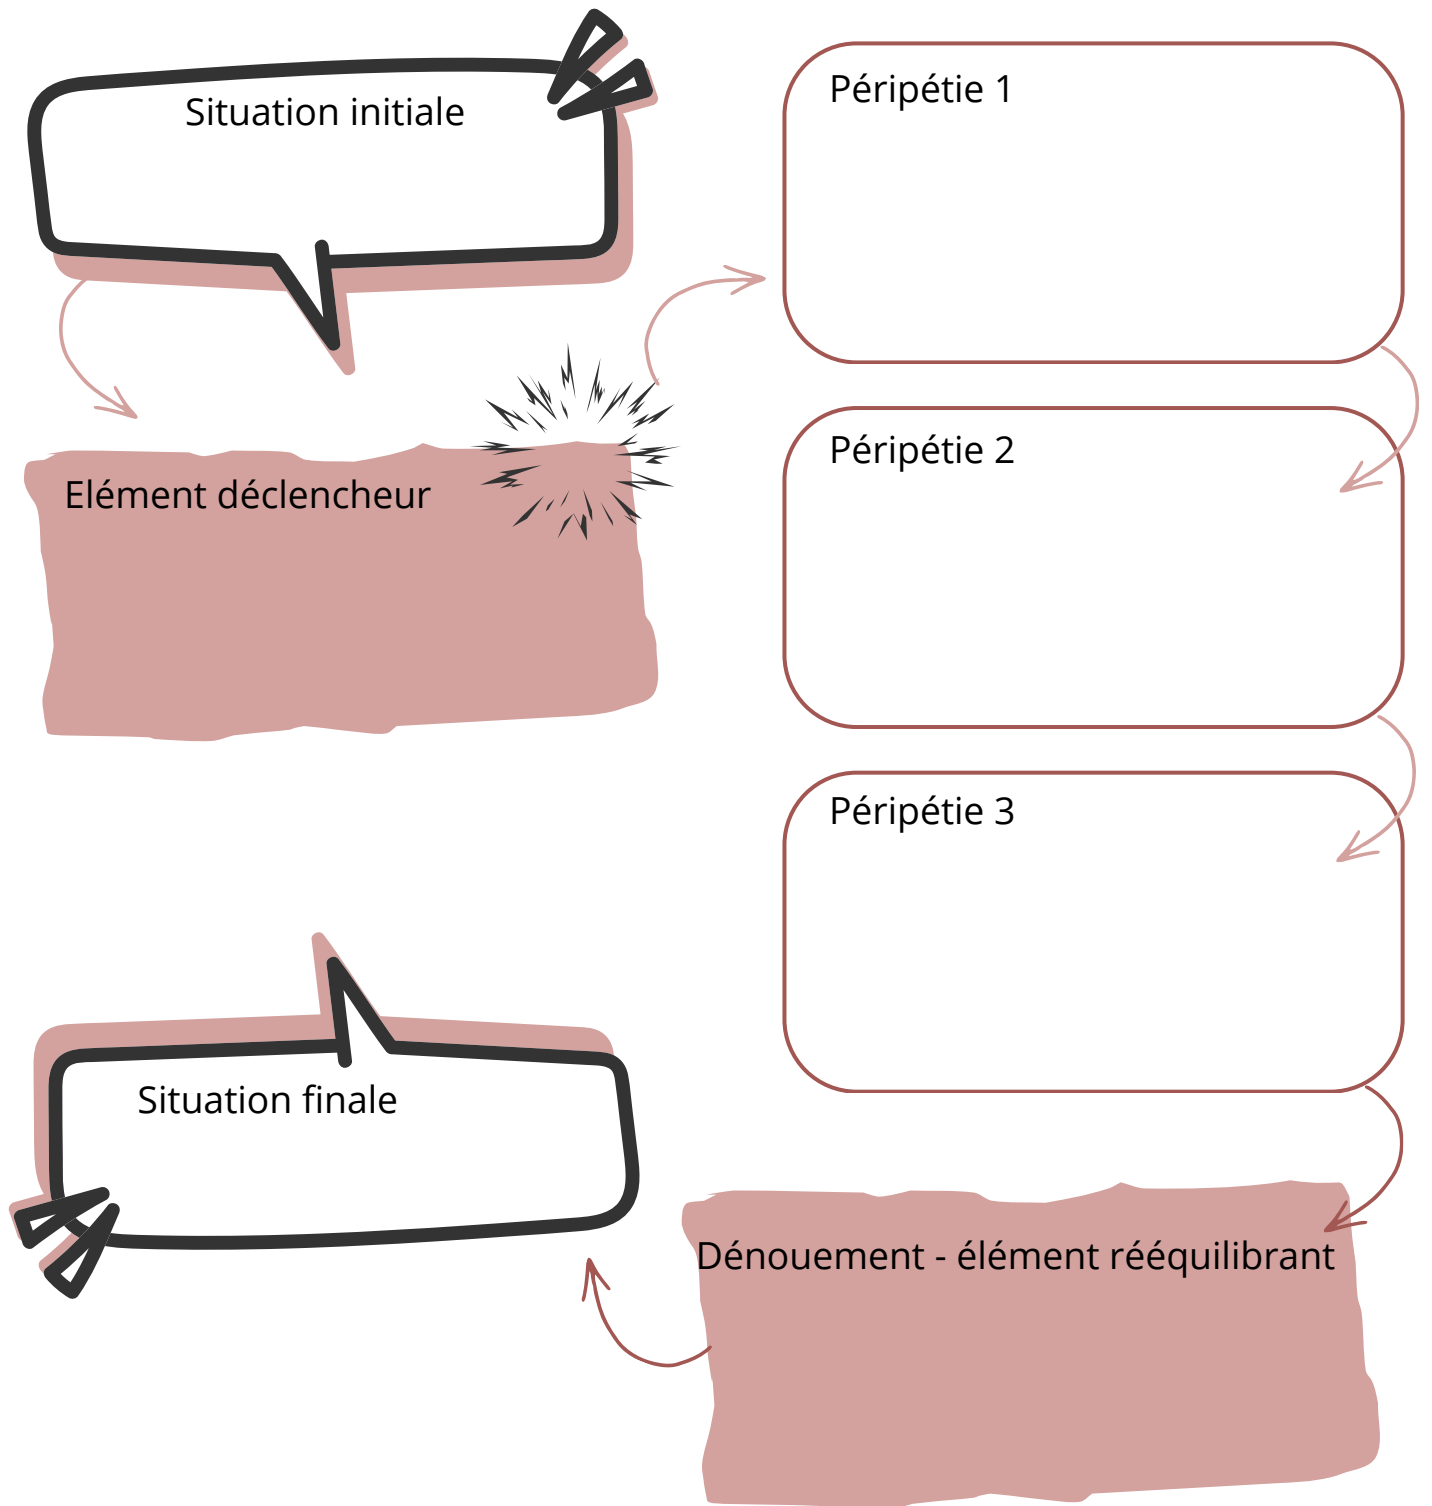 Situation initiale
Elément déclencheur
Péripétie 1
Péripétie 2
Péripétie 3
Dénouement - élément rééquilibrant
Situation finale